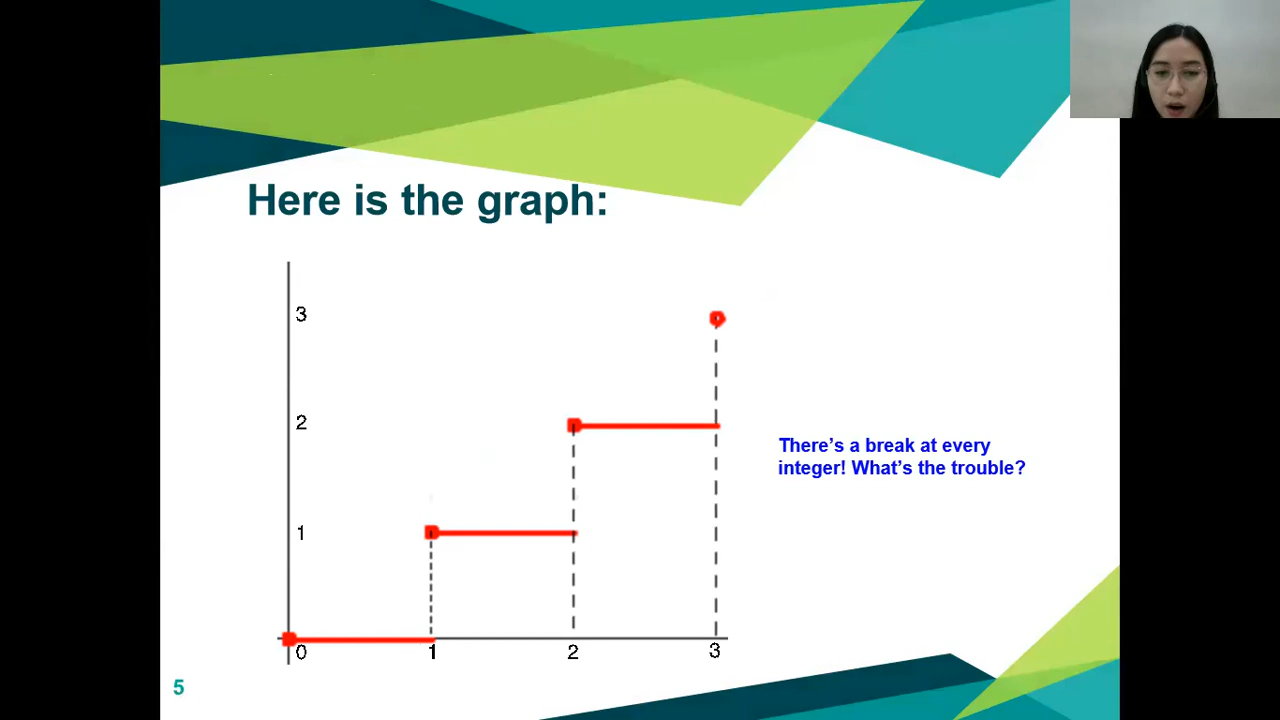 Here is the graph:
3
2
1
0
1
2
3
There's a break at every
integer! What's the trouble?
5